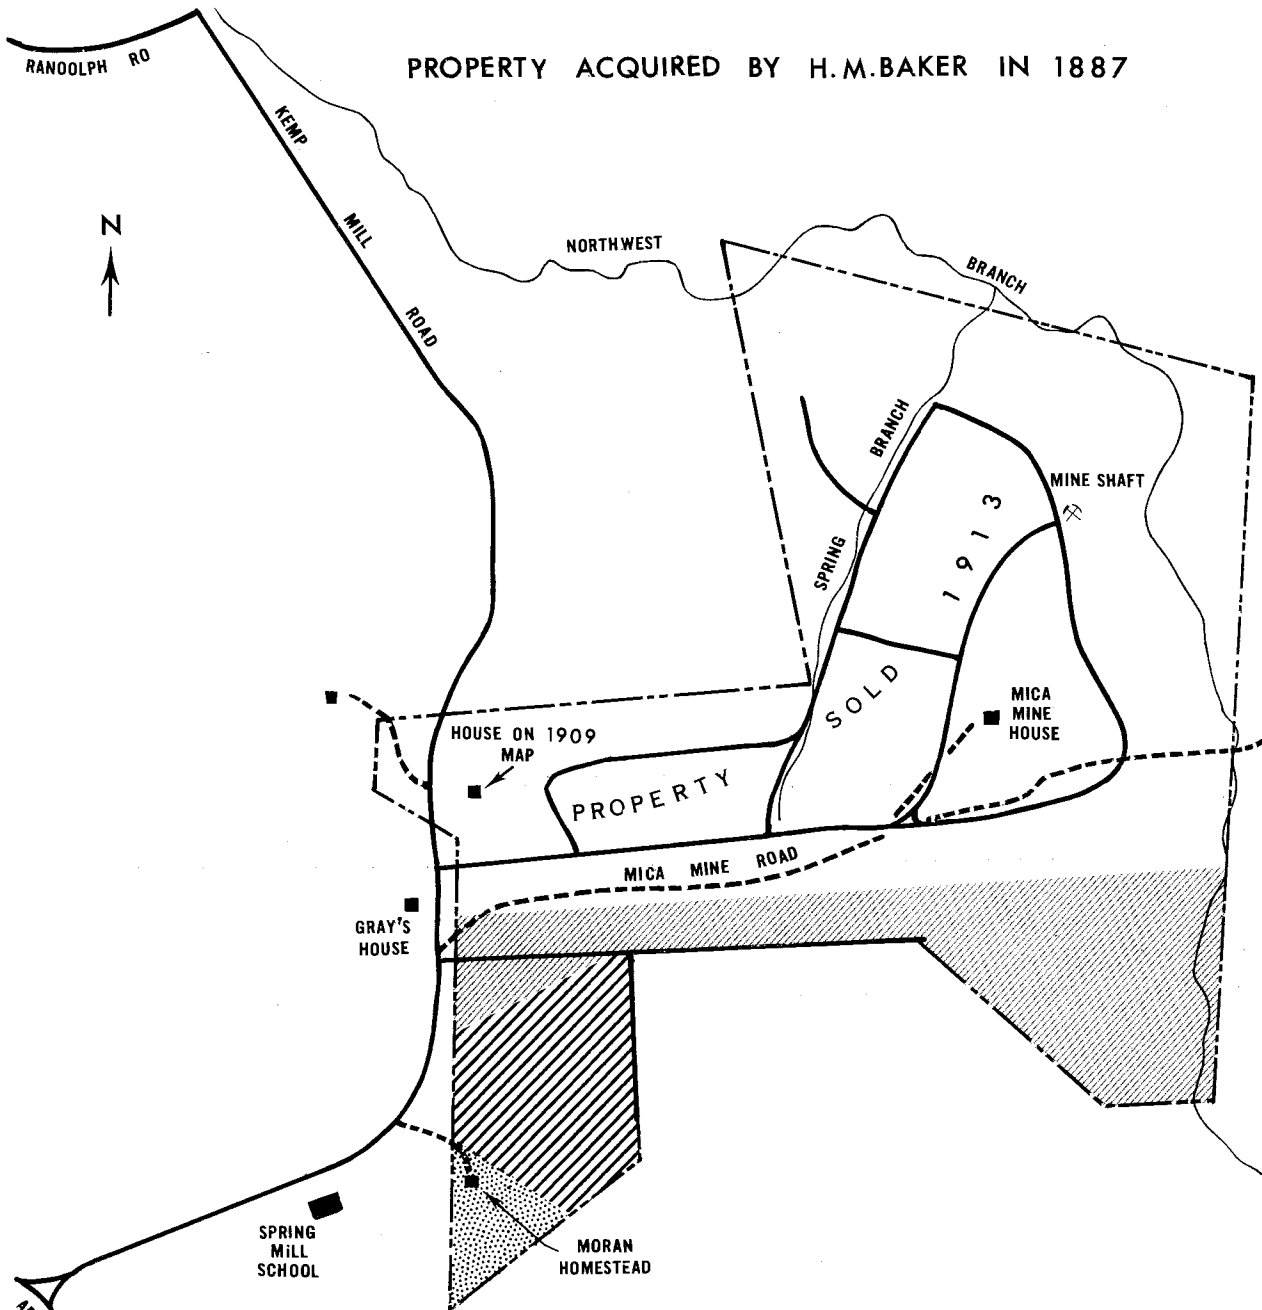 PROPERTY ACQUIRED BY H.M.BAKER IN 1887
RANOOLPH RO
KEMP MILL ROAD
N
NORTHWEST BRANCH
SPRING BRANCH
MINE SHAFT
1913
SOLD
PROPERTY
MICA
MINE
HOUSE
HOUSE ON 1909
MAP
MICA MINE ROAD
GRAY'S
HOUSE
SPRING
MiLL
SCHOOL
MORAN
HOMESTEAD